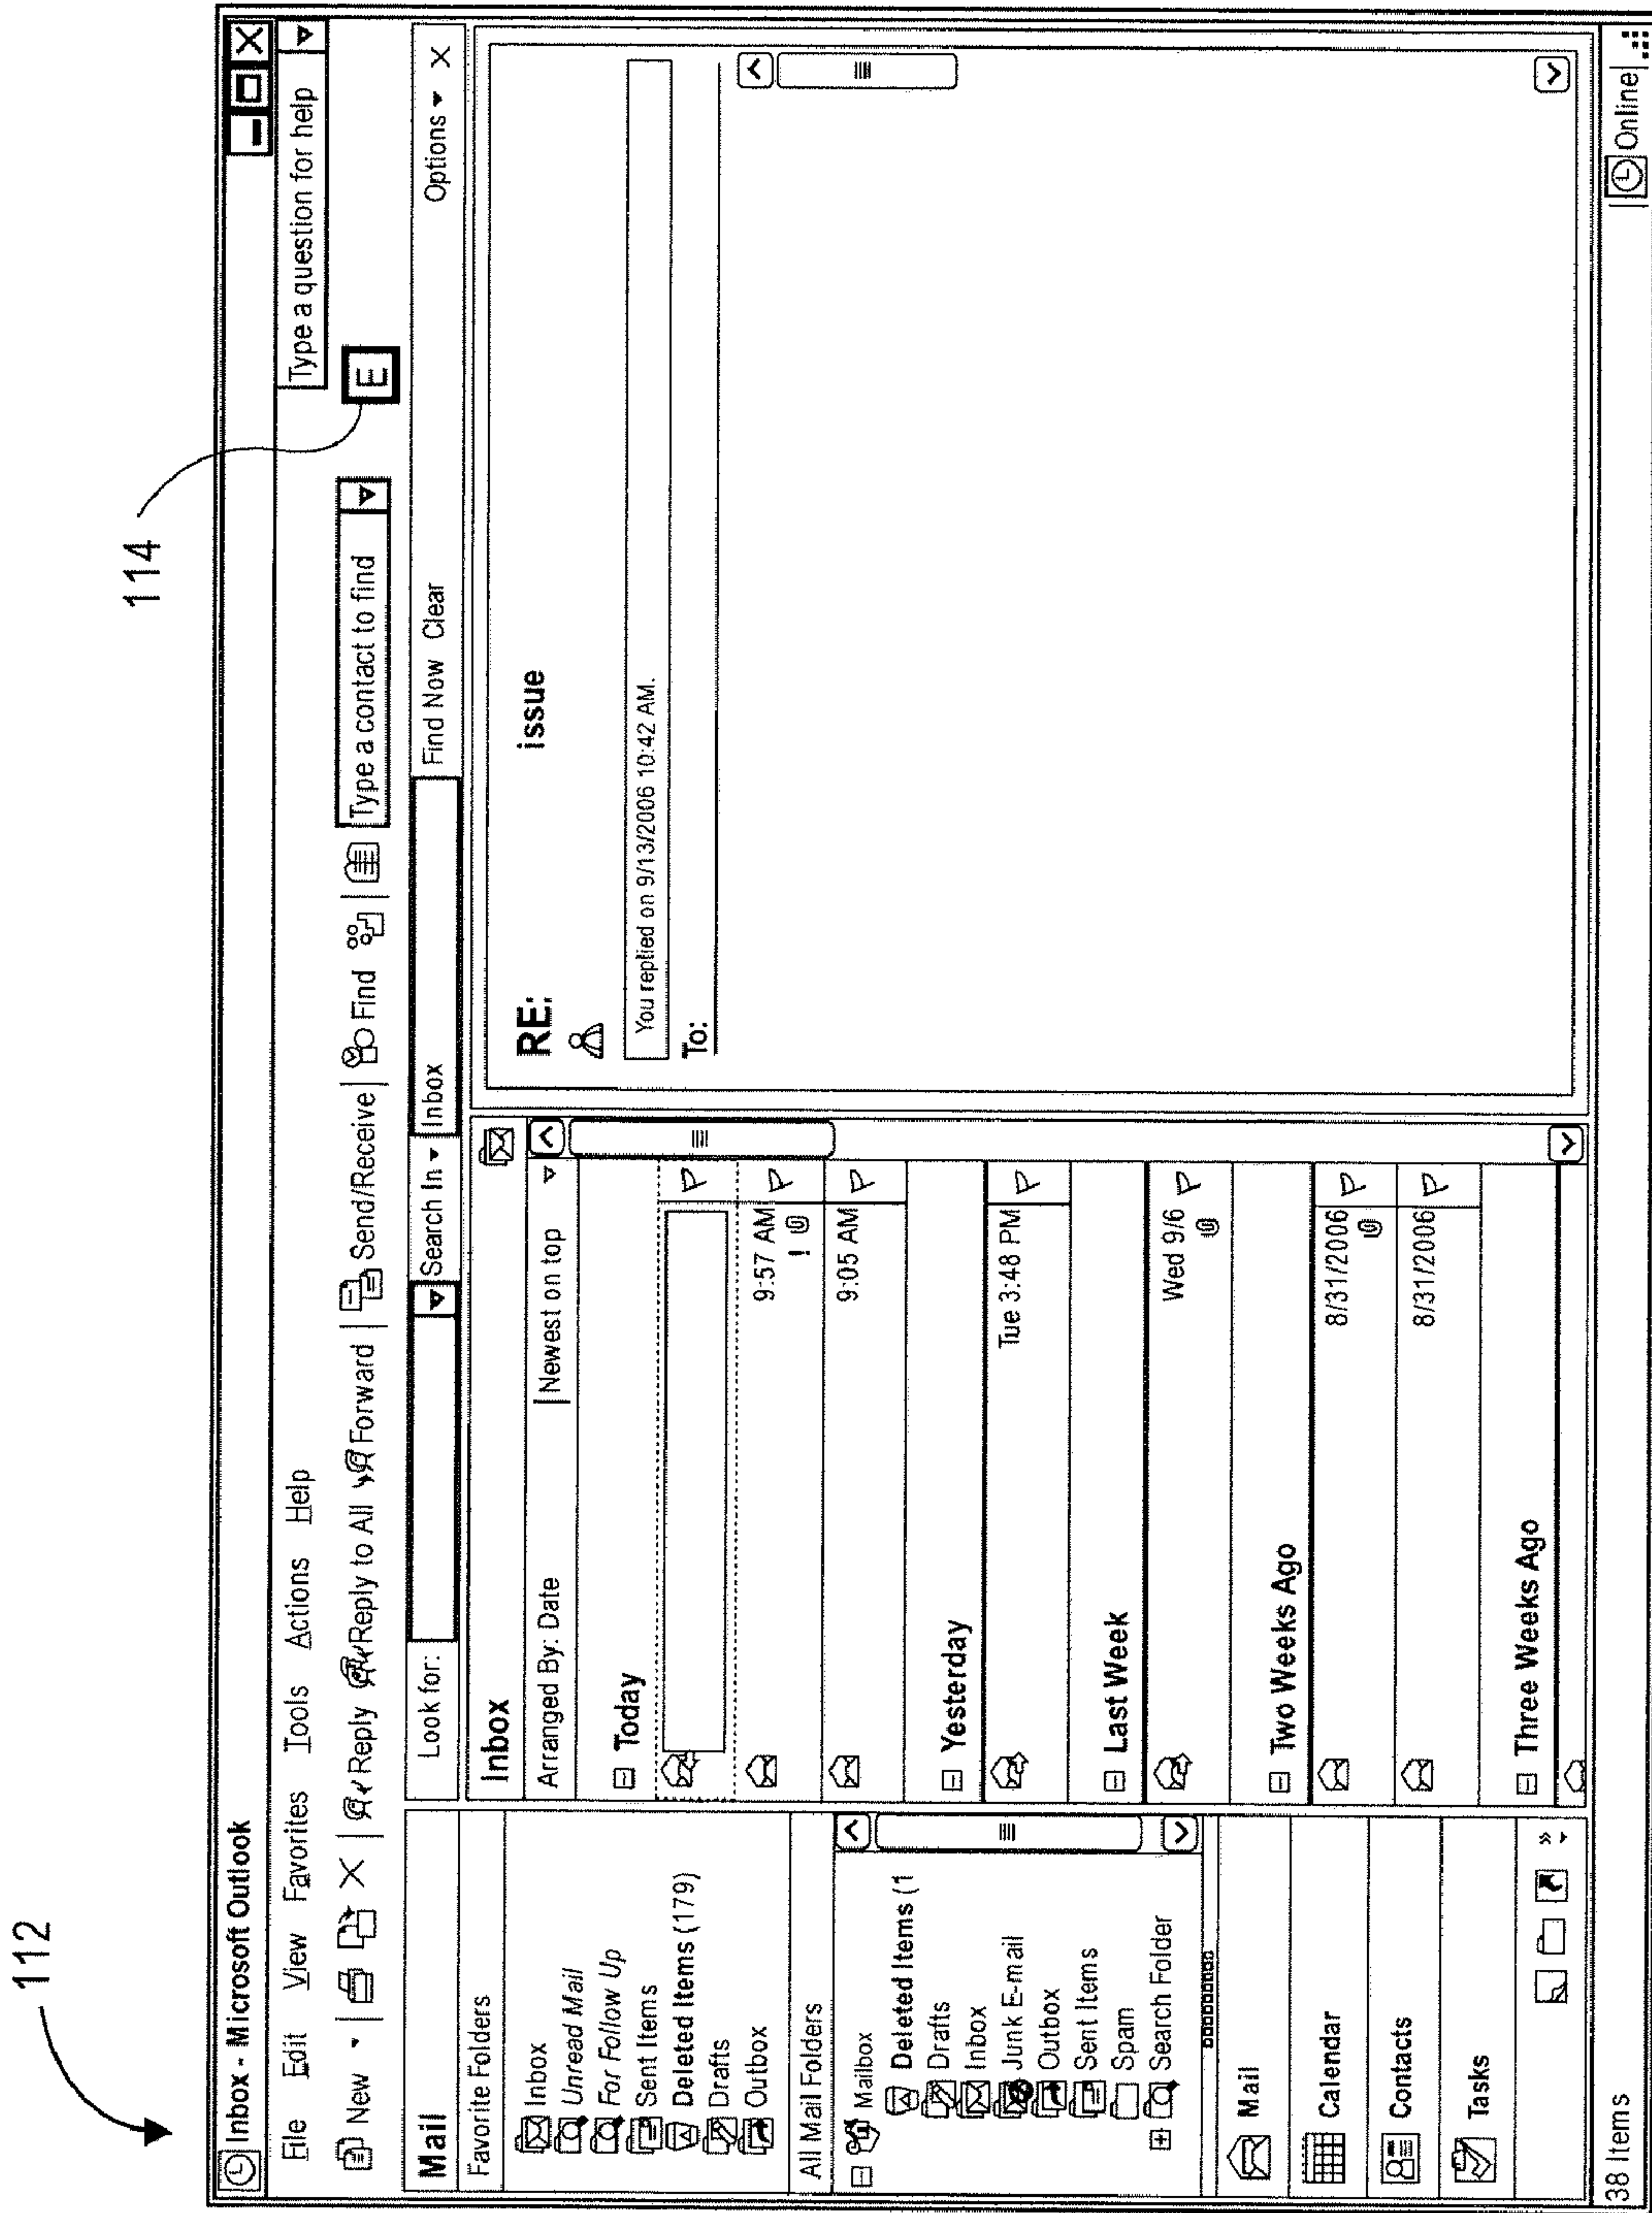 112
114
Inbox - Microsoft Outlook
File Edit View Favorites Tools Actions Help
Type a question for help
New Reply Reply to All Forward Send/Receive Find Type a contact to find E
Look for: Search In Inbox Find Now Clear Options
Mail
Favorite Folders
Inbox
Unread Mail
For Follow Up
Sent Items
Deleted Items (179)
Drafts
Outbox
All Mail Folders
Mailbox
Deleted Items (1
Drafts
Inbox
Junk E-mail
Outbox
Sent Items
Spam
Search Folder
Mail
Calendar
Contacts
Tasks
Inbox
Arranged By: Date Newest on top
Today
9:57 AM
!
9:05 AM
Yesterday
Tue 3:48 PM
Last Week
Wed 9/6
Two Weeks Ago
8/31/2006
8/31/2006
Three Weeks Ago
RE: issue
You replied on 9/13/2006 10:42 AM.
To:
38 Items
Online